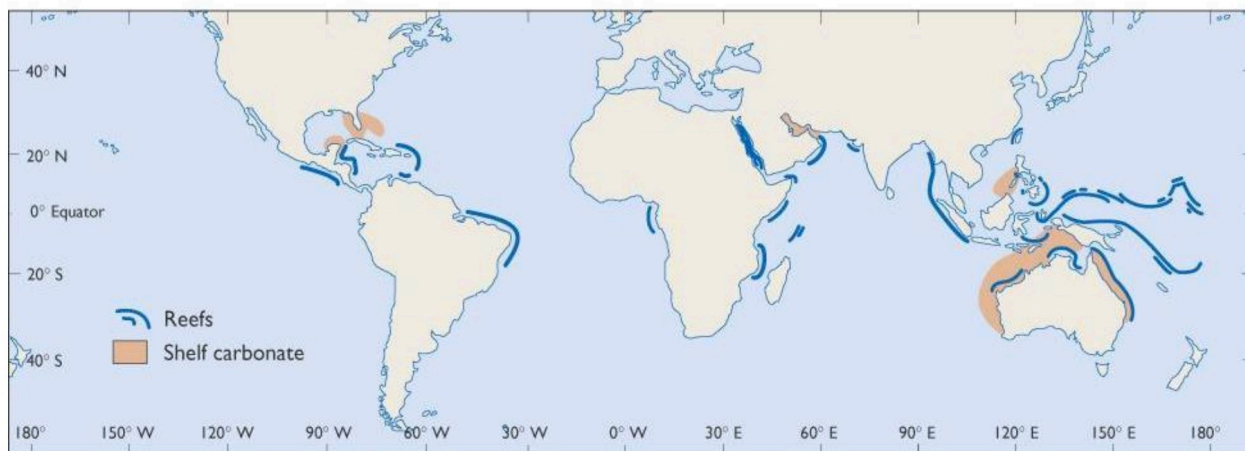 40° N
20° N
0° Equator
20° S
Reefs
Shelf carbonate
40° S
180° 150° W 120° W 90° W 60° W 30° W 0° W 30° E 60° E 90° E 120° E 150° E 180°